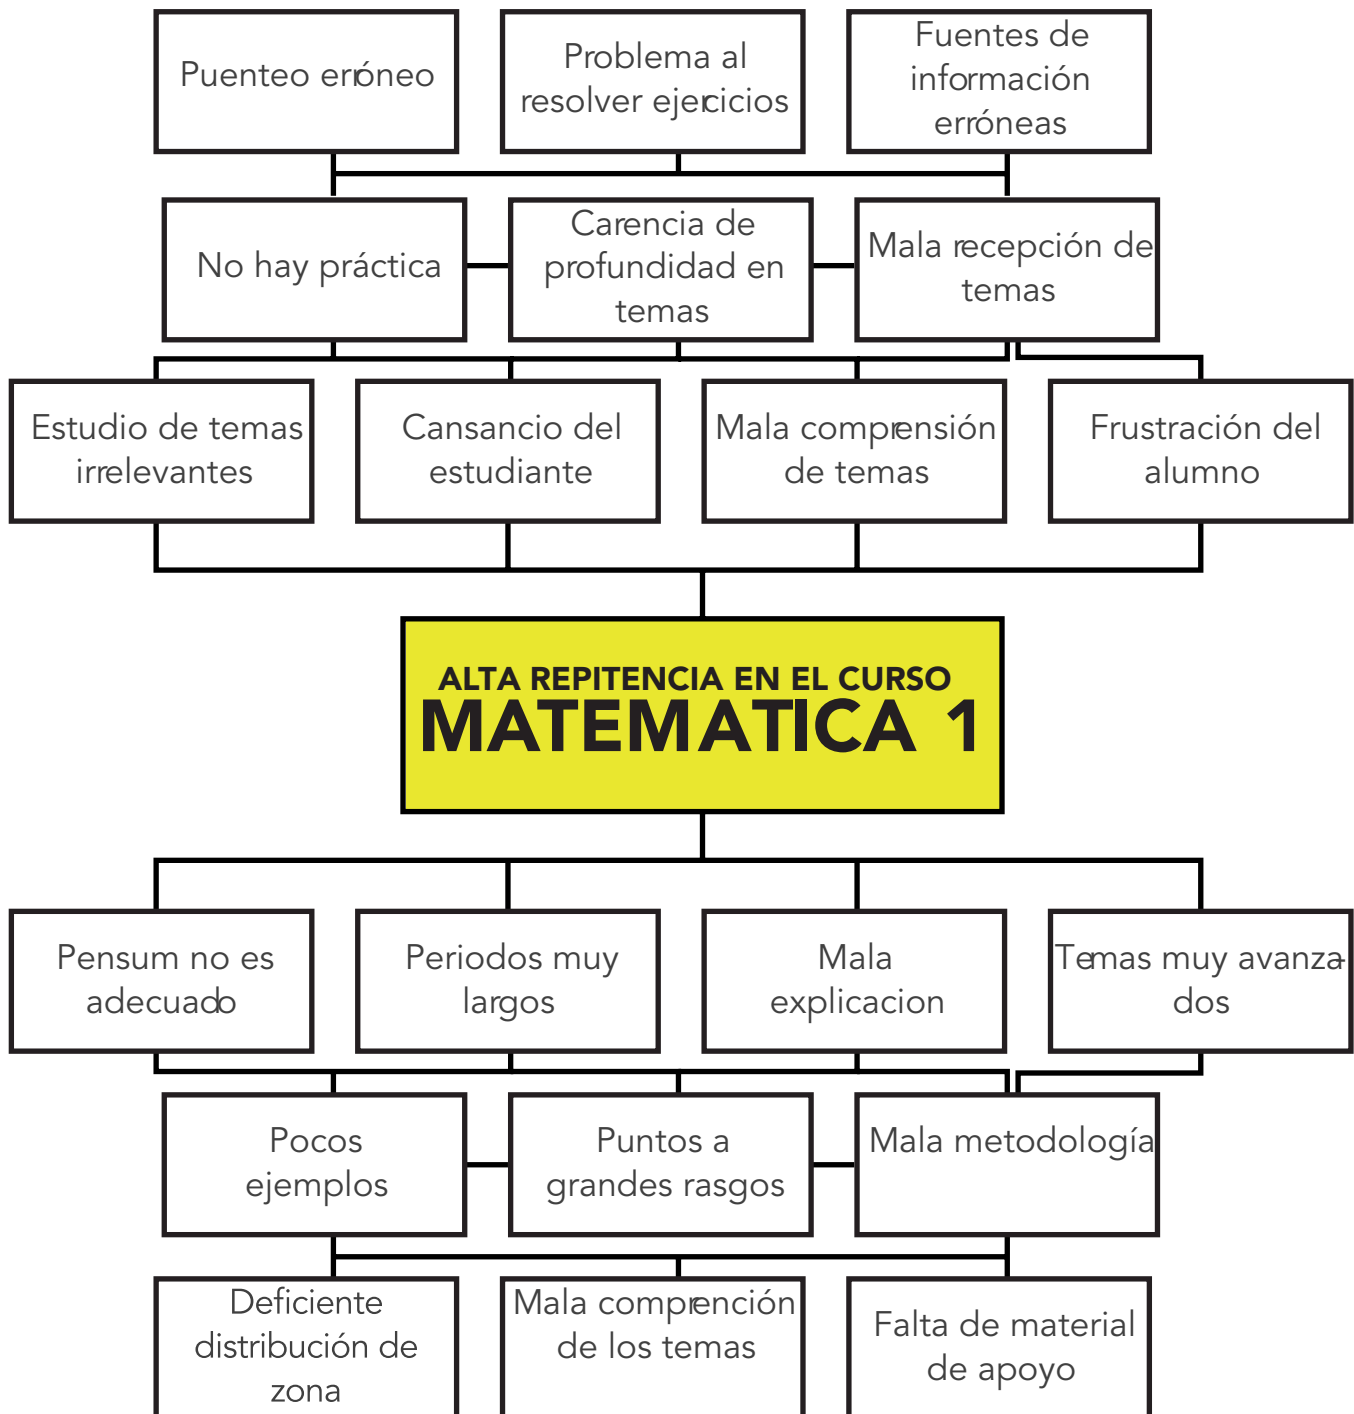 Puenteo erróneo
Problema al
resolver ejercicios
Fuentes de
información
erróneas
No hay práctica
Carencia de
profundidad en
temas
Mala recepción de
temas
Estudio de temas
irrelevantes
Cansancio del
estudiante
Mala comprensión
de temas
Frustración del
alumno
ALTA REPITENCIA EN EL CURSO
MATEMATICA 1
Pensum no es
adecuado
Periodos muy
largos
Mala
explicacion
Temas muy avanza-
dos
Pocos
ejemplos
Puntos a
grandes rasgos
Mala metodología
Deficiente
distribución de
zona
Mala comprención
de los temas
Falta de material
de apoyo